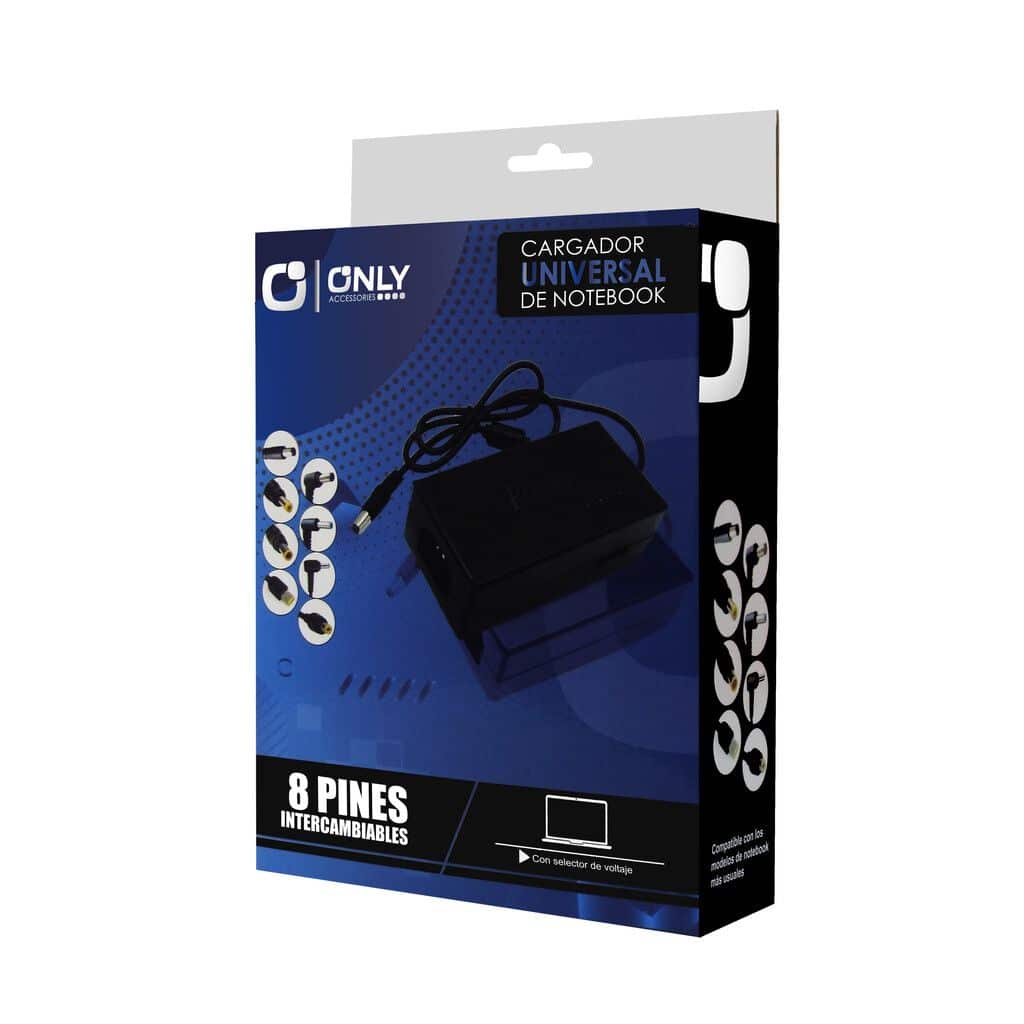 ONLY
ACCESSORIES
CARGADOR
UNIVERSAL
DE NOTEBOOK
8 PINES
INTERCAMBIABLES
Con selector de voltaje
Compatible con los
modelos de notebook
más usuales